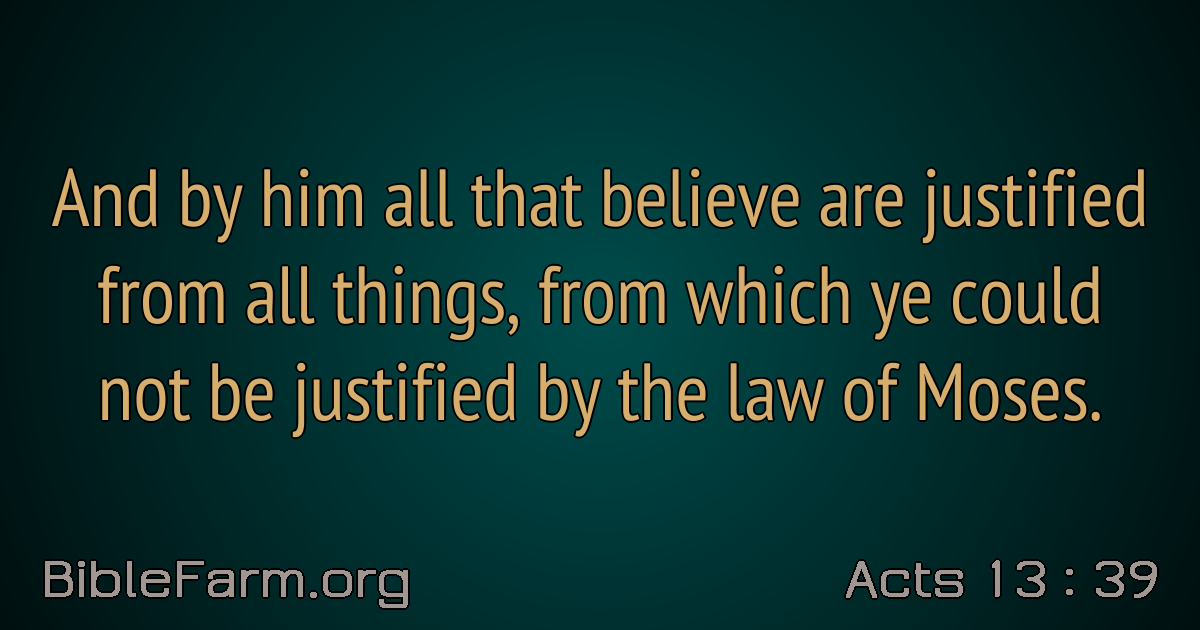 And by him all that believe are justified
from all things, from which ye could
not be justified by the law of Moses.
BibleFarm.org
Acts 13 : 39